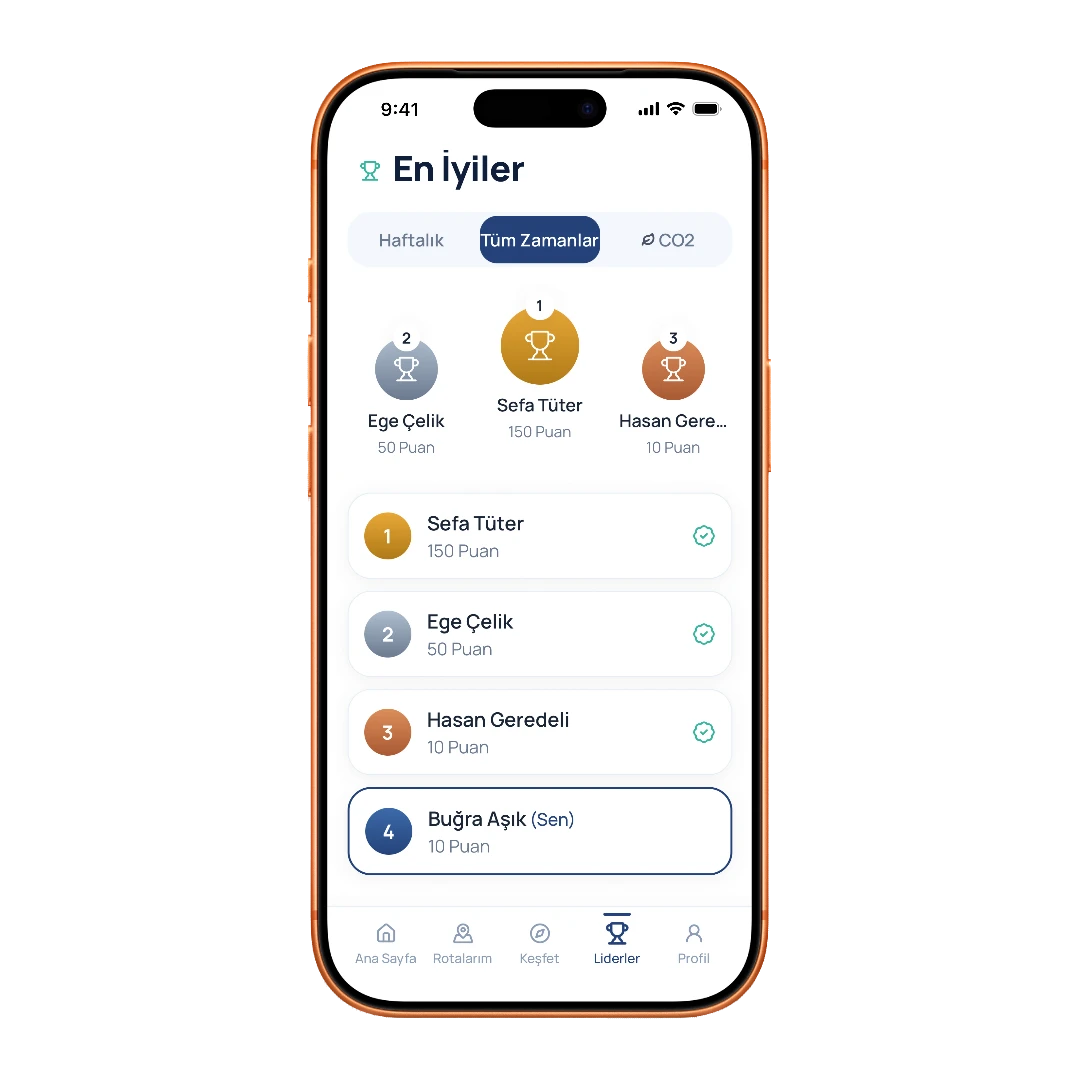 9:41
En İyiler
Haftalık
Tüm Zamanlar
CO2
1
2
3
Sefa Tüter
150 Puan
Ege Çelik
50 Puan
Hasan Gere...
10 Puan
1
Sefa Tüter
150 Puan
2
Ege Çelik
50 Puan
3
Hasan Geredeli
10 Puan
4
Buğra Aşık (Sen)
10 Puan
Ana Sayfa
Rotalarım
Keşfet
Liderler
Profil